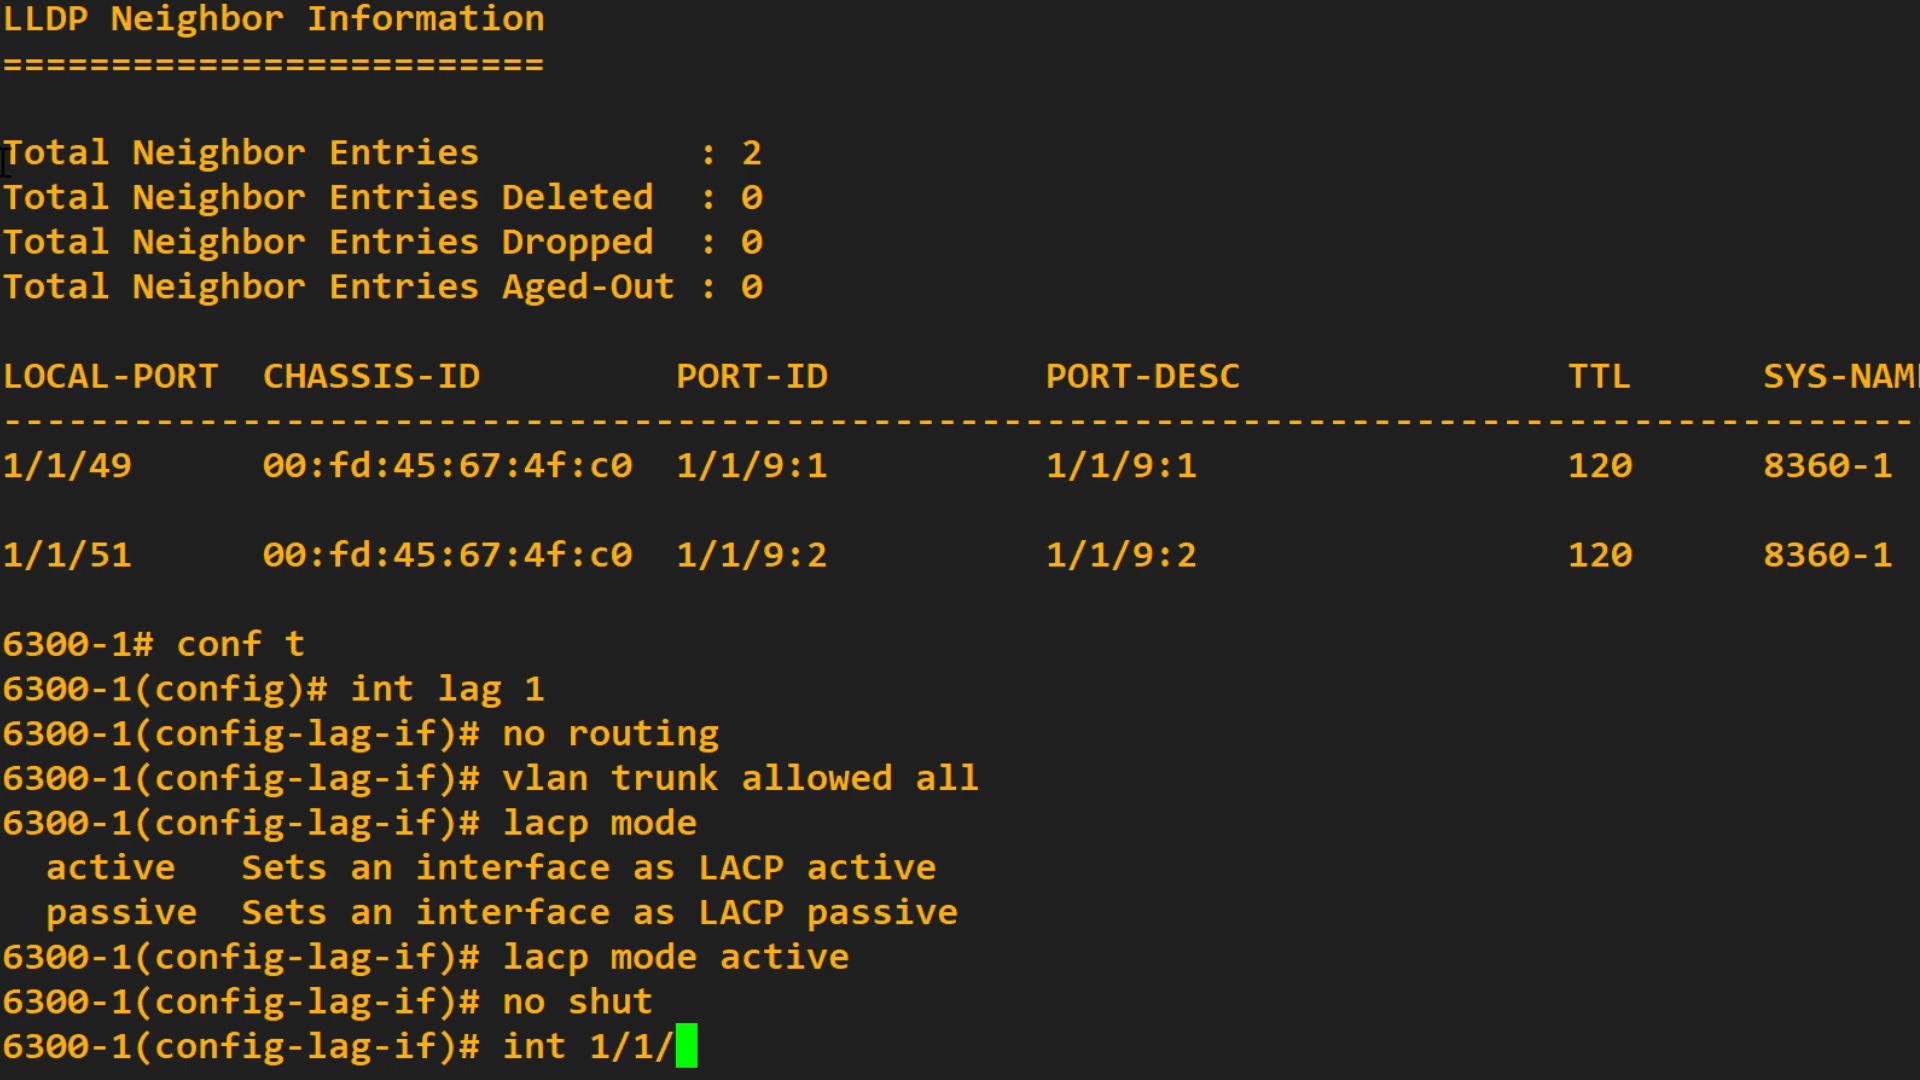 LLDP Neighbor Information
=========================
Total Neighbor Entries : 2
Total Neighbor Entries Deleted : 0
Total Neighbor Entries Dropped : 0
Total Neighbor Entries Aged-Out : 0
LOCAL-PORT CHASSIS-ID PORT-ID PORT-DESC TTL SYS-NAM
----------------------------------------------------------------------------------------
1/1/49 00:fd:45:67:4f:c0 1/1/9:1 1/1/9:1 120 8360-1
1/1/51 00:fd:45:67:4f:c0 1/1/9:2 1/1/9:2 120 8360-1
6300-1# conf t
6300-1(config)# int lag 1
6300-1(config-lag-if)# no routing
6300-1(config-lag-if)# vlan trunk allowed all
6300-1(config-lag-if)# lacp mode
active Sets an interface as LACP active
passive Sets an interface as LACP passive
6300-1(config-lag-if)# lacp mode active
6300-1(config-lag-if)# no shut
6300-1(config-lag-if)# int 1/1/